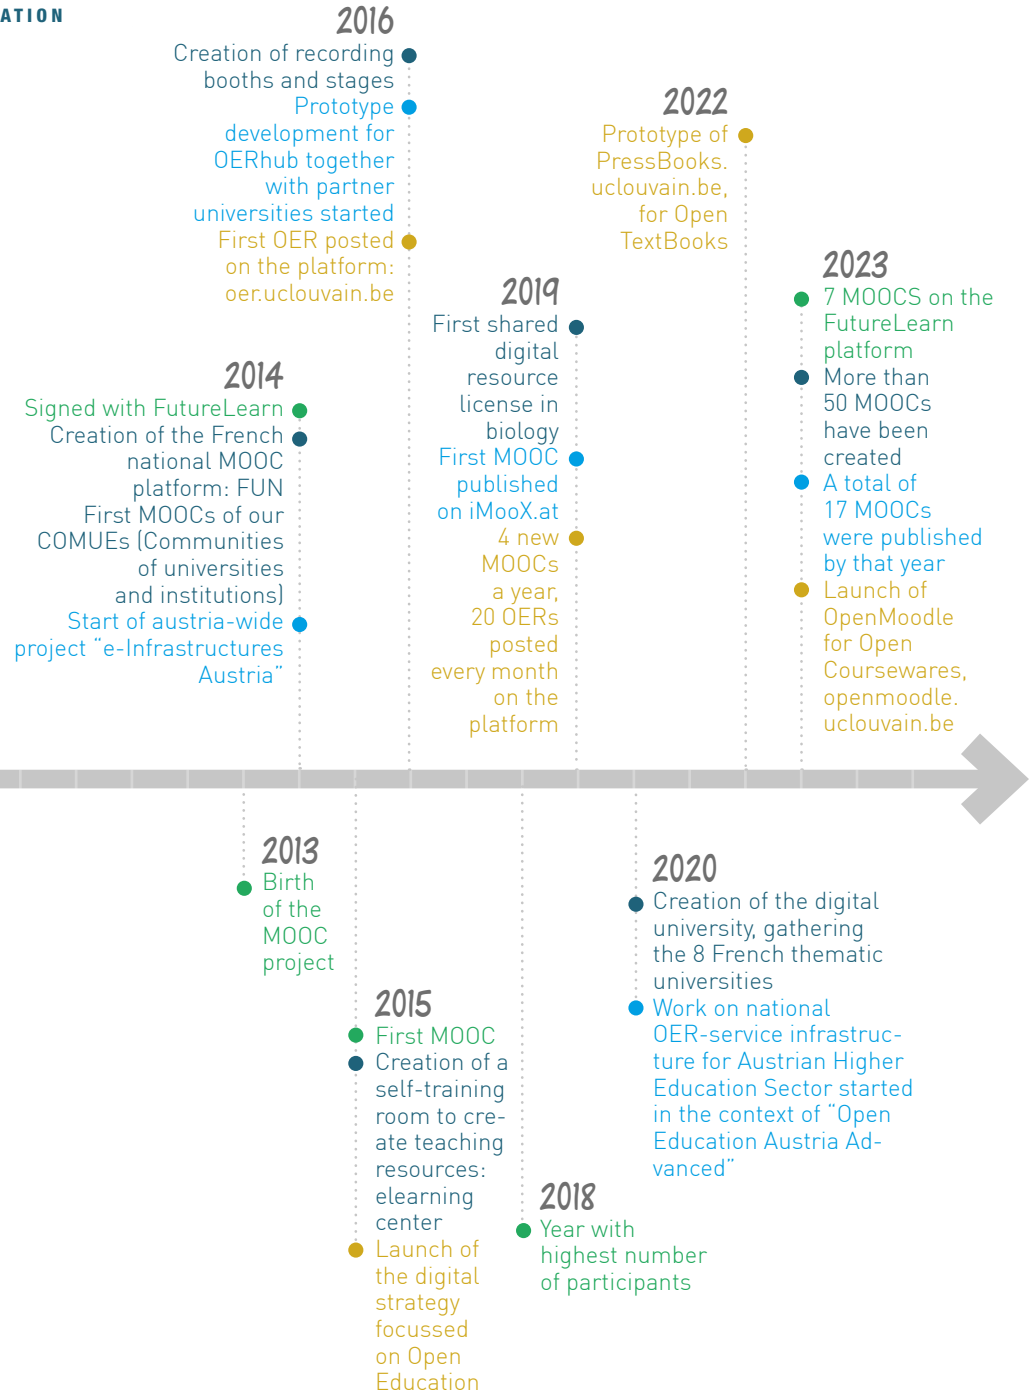 ATION
2016
Creation of recording
booths and stages
Prototype
development for
OERhub together
with partner
universities started
First OER posted
on the platform:
oer.uclouvain.be
2022
Prototype of
PressBooks.
uclouvain.be,
for Open
TextBooks
2014
Signed with FutureLearn
Creation of the French
national MOOC
platform: FUN
First MOOCs of our
COMUEs (Communities
of universities
and institutions)
Start of austria-wide
project “e-Infrastructures
Austria”
2019
First shared
digital
resource
license in
biology
First MOOC
published
on iMooX.at
4 new
MOOCs
a year,
20 OERs
posted
every month
on the
platform
2023
7 MOOCS on the
FutureLearn
platform
More than
50 MOOCs
have been
created
A total of
17 MOOCs
were published
by that year
Launch of
OpenMoodle
for Open
Coursewares,
openmoodle.
uclouvain.be
2013
Birth
of the
MOOC
project
2015
First MOOC
Creation of a
self-training
room to cre-
ate teaching
resources:
elearning
center
Launch of
the digital
strategy
focussed
on Open
Education
2018
Year with
highest number
of participants
2020
Creation of the digital
university, gathering
the 8 French thematic
universities
Work on national
OER-service infrastruc-
ture for Austrian Higher
Education Sector started
in the context of “Open
Education Austria Ad-
vanced”